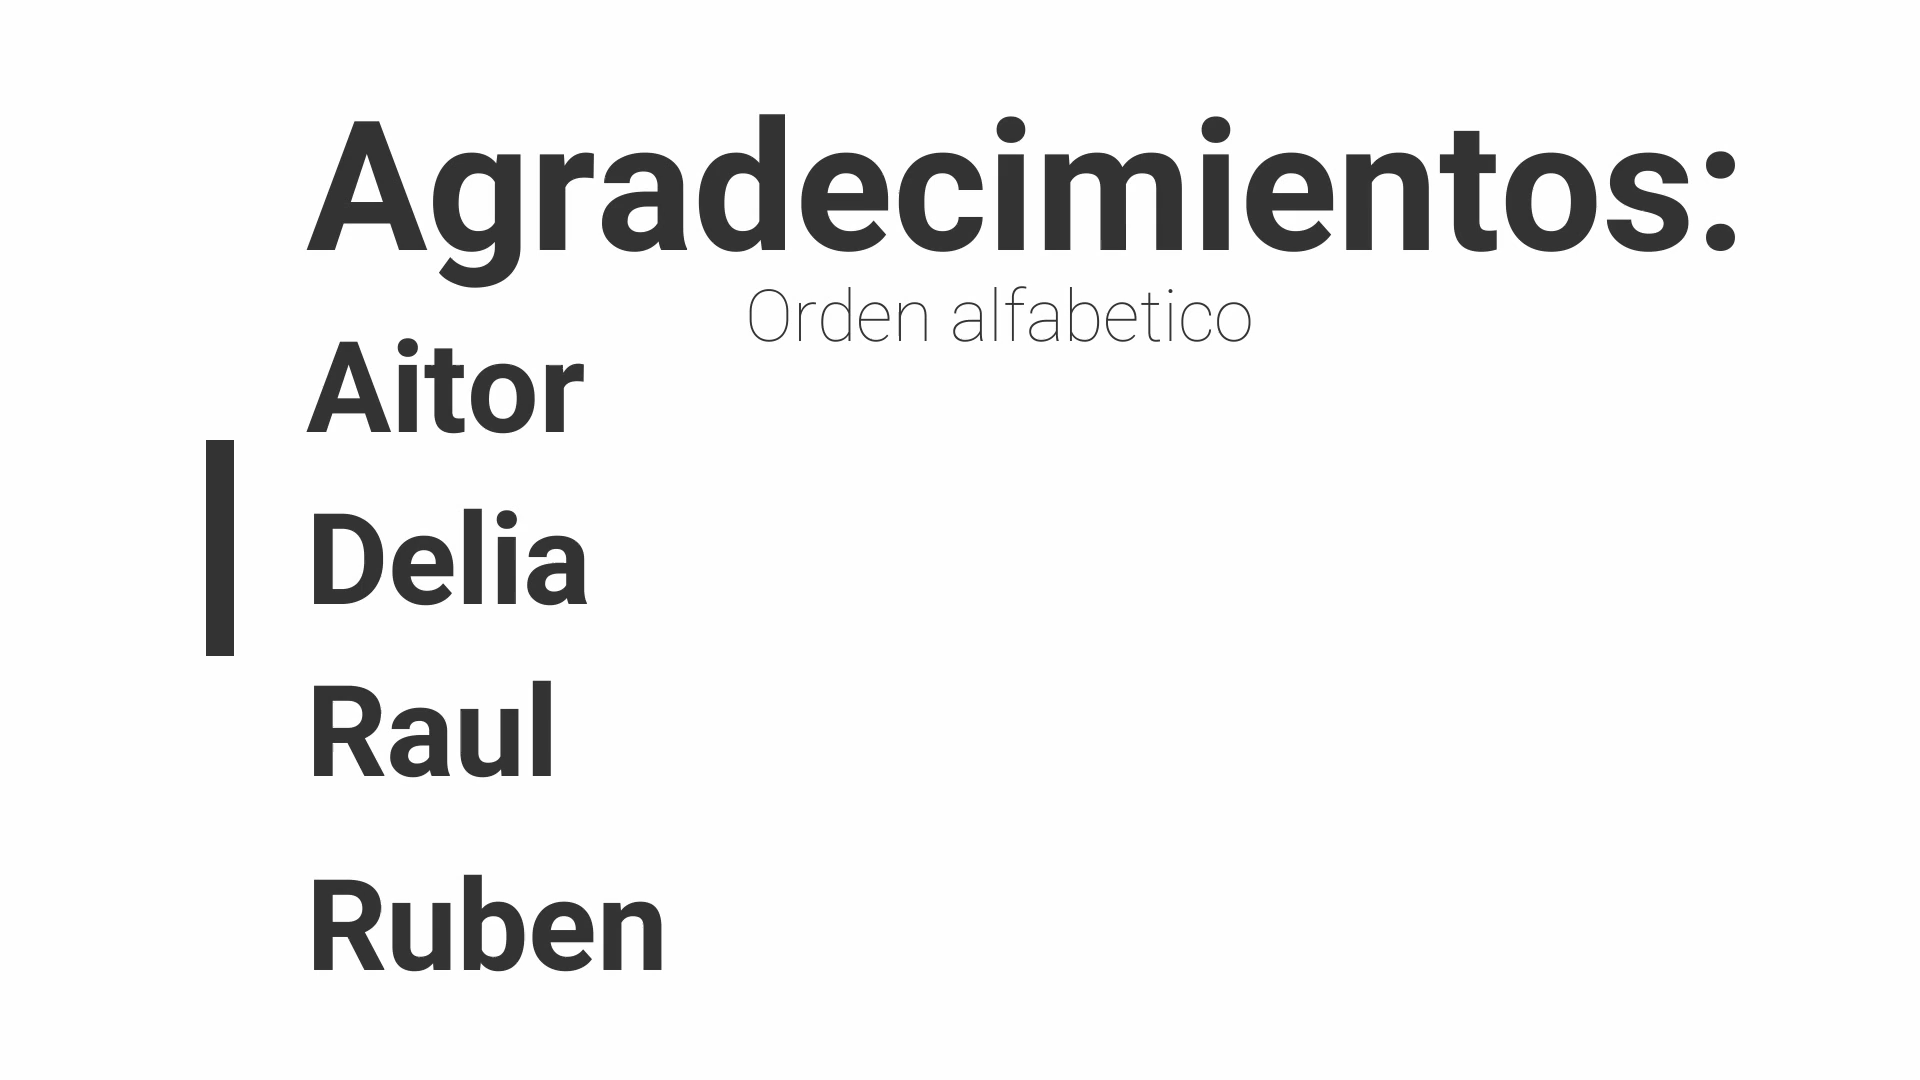 Agradecimientos:
Orden alfabetico
Aitor
Delia
Raul
Ruben